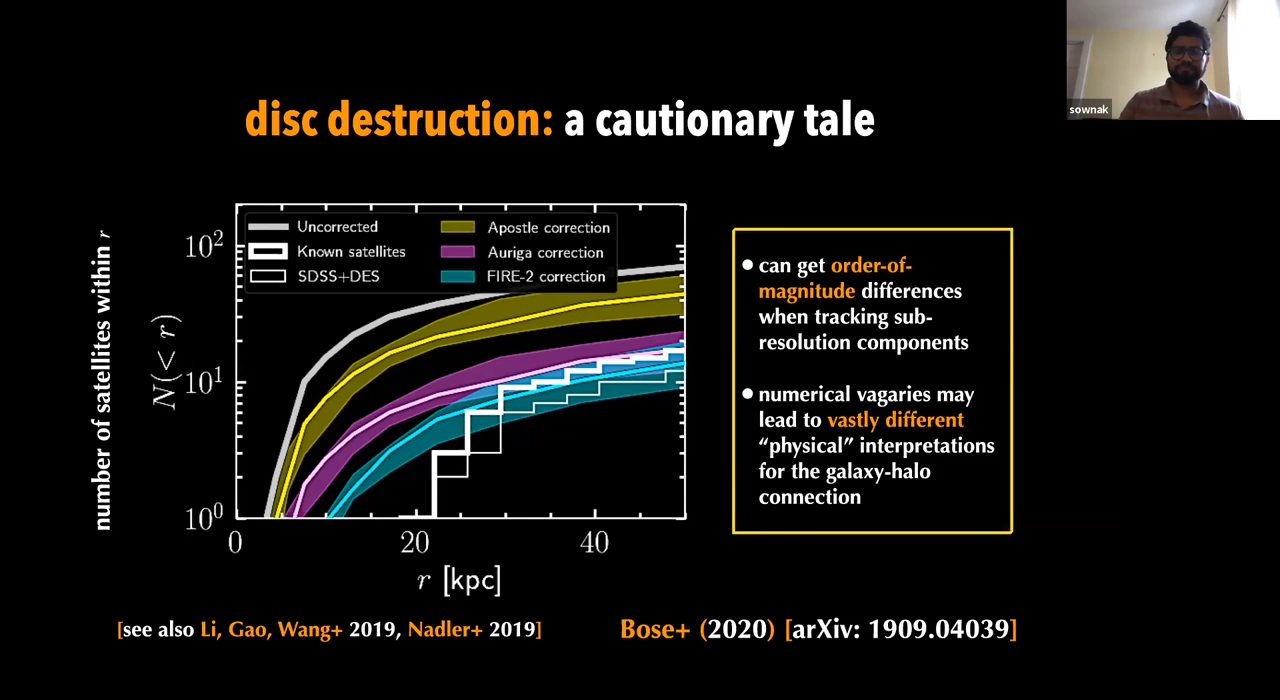 sownak
disc destruction: a cautionary tale
number of satellites within r
N(< r)
10²
10¹
10⁰
Uncorrected
Known satellites
SDSS+DES
Apostle correction
Auriga correction
FIRE-2 correction
0 20 40
r [kpc]
● can get order-of-
magnitude differences
when tracking sub-
resolution components
● numerical vagaries may
lead to vastly different
“physical” interpretations
for the galaxy-halo
connection
[see also Li, Gao, Wang+ 2019, Nadler+ 2019]
Bose+ (2020) [arXiv: 1909.04039]